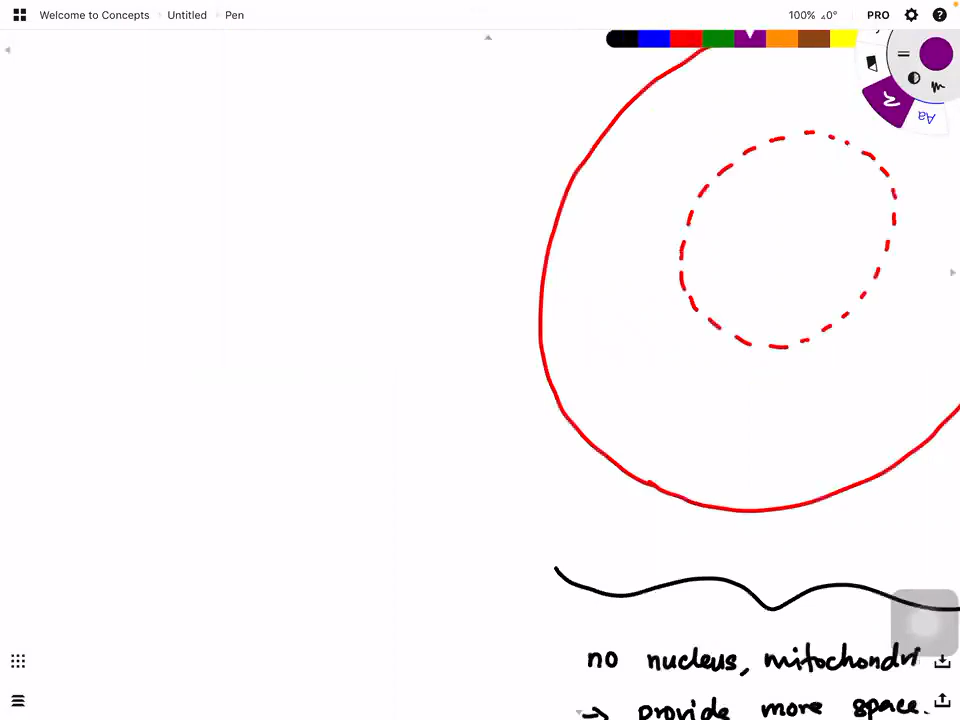 Welcome to Concepts Untitled Pen 100% 0° PRO
Aa
no nucleus, mitochondri
→ provide more space.